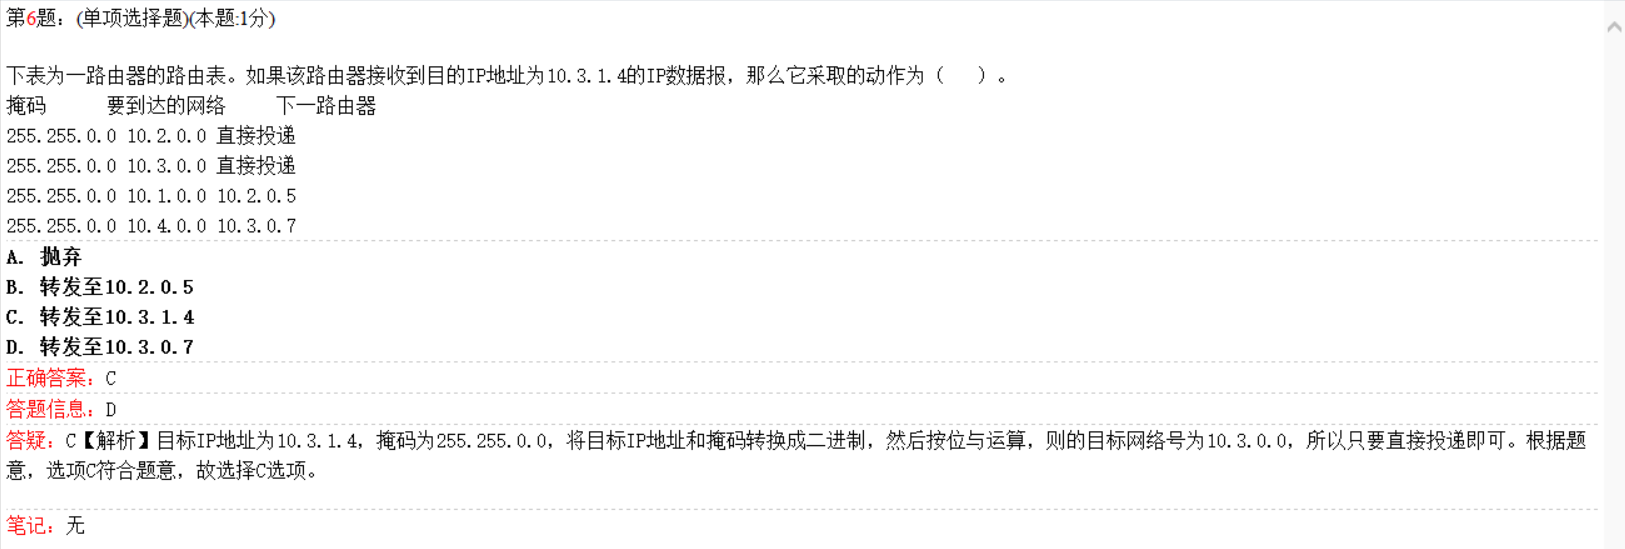 第6题：(单项选择题)(本题:1分)
下表为一路由器的路由表。如果该路由器接收到目的IP地址为10.3.1.4的IP数据报，那么它采取的动作为（ ）。
掩码 要到达的网络 下一路由器
255.255.0.0 10.2.0.0 直接投递
255.255.0.0 10.3.0.0 直接投递
255.255.0.0 10.1.0.0 10.2.0.5
255.255.0.0 10.4.0.0 10.3.0.7
A. 抛弃
B. 转发至10.2.0.5
C. 转发至10.3.1.4
D. 转发至10.3.0.7
正确答案：C
答题信息：D
答疑：C【解析】目标IP地址为10.3.1.4，掩码为255.255.0.0，将目标IP地址和掩码转换成二进制，然后按位与运算，则的目标网络号为10.3.0.0，所以只要直接投递即可。根据题
意，选项C符合题意，故选择C选项。
笔记：无